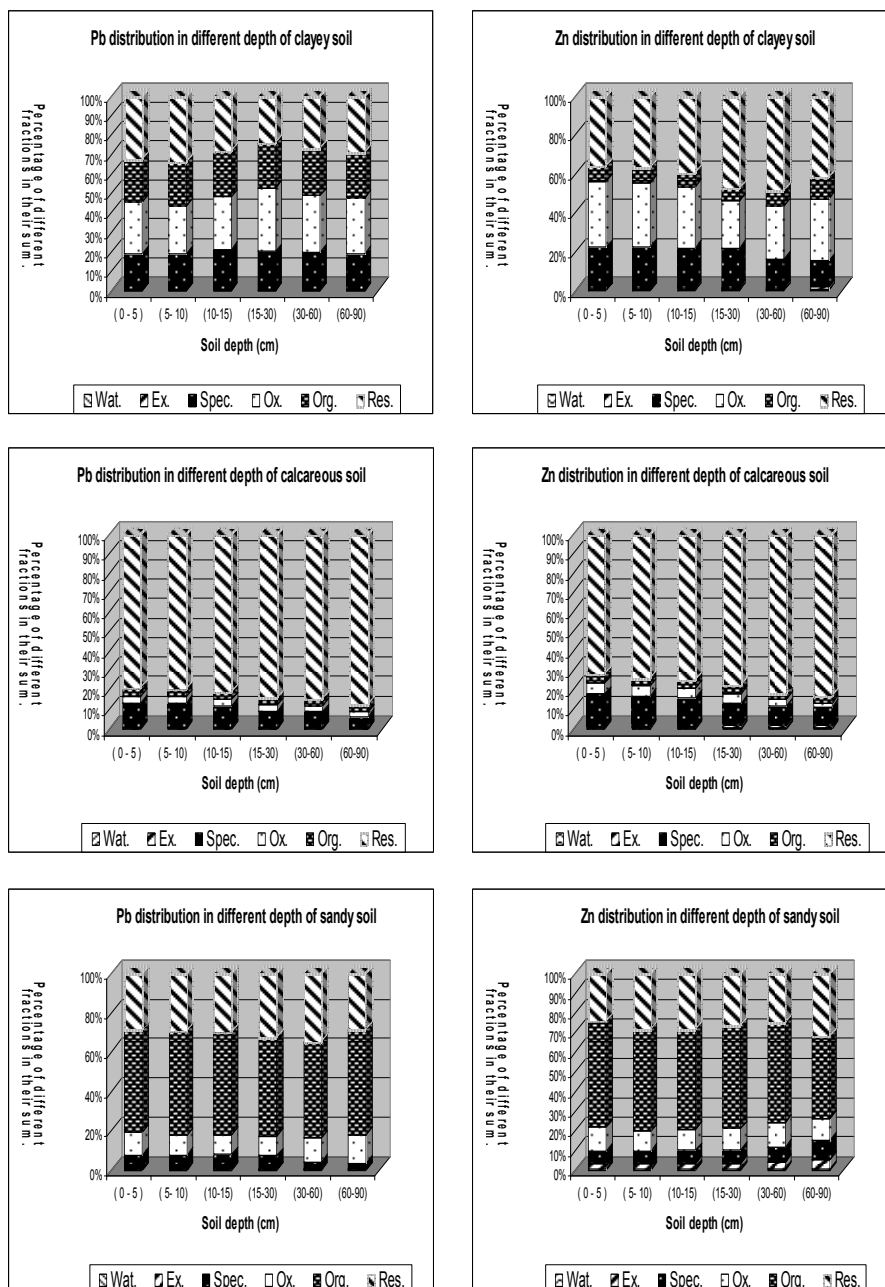 Pb distribution in different depth of clayey soil
Percentage of different
fractions in their sum.
100%
90%
80%
70%
60%
50%
40%
30%
20%
10%
0%
( 0 - 5 ) ( 5- 10) (10-15) (15-30) (30-60) (60-90)
Soil depth (cm)
Wat. Ex. Spec. Ox. Org. Res.
Zn distribution in different depth of clayey soil
Percentage of different
fractions in their sum.
100%
80%
60%
40%
20%
0%
( 0 - 5 ) ( 5- 10) (10-15) (15-30) (30-60) (60-90)
Soil depth (cm)
Wat. Ex. Spec. Ox. Org. Res.
Pb distribution in different depth of calcareous soil
Percentage of different
fractions in their sum.
100%
90%
80%
70%
60%
50%
40%
30%
20%
10%
0%
( 0 - 5 ) ( 5- 10) (10-15) (15-30) (30-60) (60-90)
Soil depth (cm)
Wat. Ex. Spec. Ox. Org. Res.
Zn distribution in different depth of calcareous soil
Percentage of different
fractions in their sum.
100%
90%
80%
70%
60%
50%
40%
30%
20%
10%
0%
( 0 - 5 ) ( 5- 10) (10-15) (15-30) (30-60) (60-90)
Soil depth (cm)
Wat. Ex. Spec. Ox. Org. Res.
Pb distribution in different depth of sandy soil
Percentage of different
fractions in their sum.
100%
80%
60%
40%
20%
0%
( 0 - 5 ) ( 5- 10) (10-15) (15-30) (30-60) (60-90)
Soil depth (cm)
Wat. Ex. Spec. Ox. Org. Res.
Zn distribution in different depth of sandy soil
Percentage of different
fractions in their sum.
100%
90%
80%
70%
60%
50%
40%
30%
20%
10%
0%
( 0 - 5 ) ( 5- 10) (10-15) (15-30) (30-60) (60-90)
Soil depth (cm)
Wat. Ex. Spec. Ox. Org. Res.